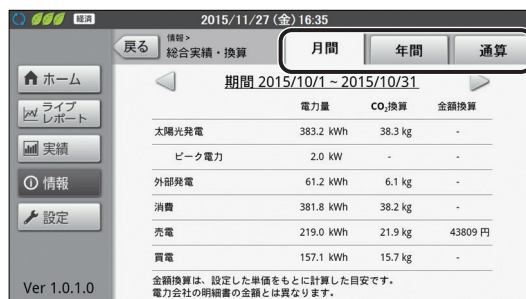 経済 2015/11/27 (金) 16:35
戻る 情報 >
総合実績・換算
月間 年間 通算
ホーム
ライブ
レポート
実績
情報
設定
Ver 1.0.1.0
期間 2015/10/1 ~ 2015/10/31
電力量 CO₂換算 金額換算
太陽光発電 383.2 kWh 38.3 kg -
ピーク電力 2.0 kW - -
外部発電 61.2 kWh 6.1 kg -
消費 381.8 kWh 38.2 kg -
売電 219.0 kWh 21.9 kg 43809 円
買電 157.1 kWh 15.7 kg -
金額換算は、設定した単価をもとに計算した目安です。
電力会社の明細書の金額とは異なります。